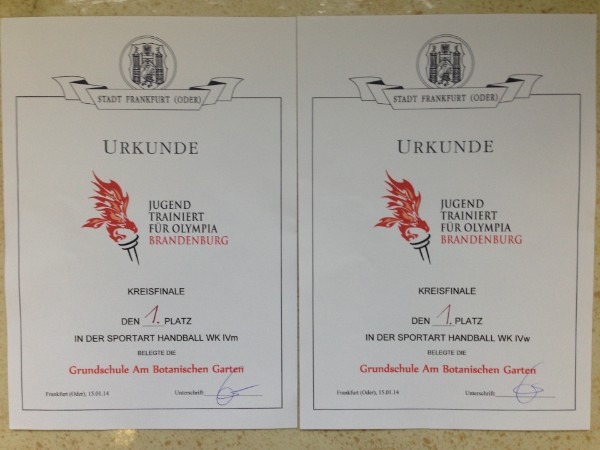 STADT FRANKFURT (ODER)
URKUNDE
JUGEND
TRAINIERT
FÜR OLYMPIA
BRANDENBURG
KREISFINALE
DEN 1. PLATZ
IN DER SPORTART HANDBALL WK IVm
BELEGTE DIE
Grundschule Am Botanischen Garten
Frankfurt (Oder), 15.01.14 Unterschrift:
STADT FRANKFURT (ODER)
URKUNDE
JUGEND
TRAINIERT
FÜR OLYMPIA
BRANDENBURG
KREISFINALE
DEN 1. PLATZ
IN DER SPORTART HANDBALL WK IVw
BELEGTE DIE
Grundschule Am Botanischen Garten
Frankfurt (Oder), 15.01.14 Unterschrift: